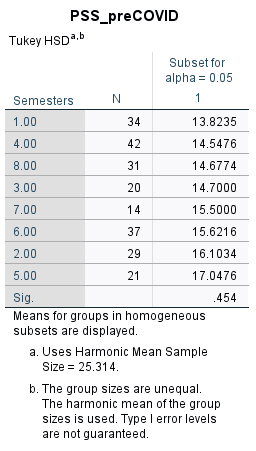 PSS_preCOVID
Tukey HSDa,b
Subset for
alpha = 0.05
Semesters N 1
1.00 34 13.8235
4.00 42 14.5476
8.00 31 14.6774
3.00 20 14.7000
7.00 14 15.5000
6.00 37 15.6216
2.00 29 16.1034
5.00 21 17.0476
Sig. .454
Means for groups in homogeneous
subsets are displayed.
a. Uses Harmonic Mean Sample
Size = 25.314.
b. The group sizes are unequal.
The harmonic mean of the group
sizes is used. Type I error levels
are not guaranteed.